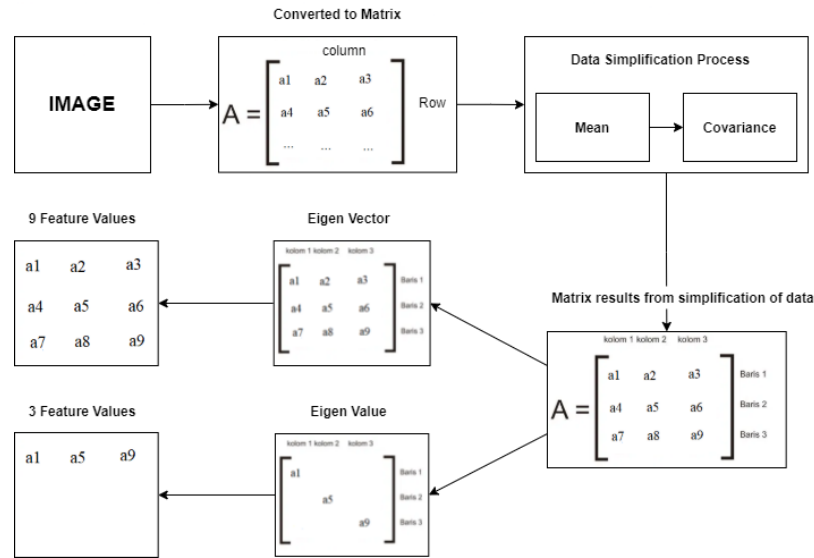 Converted to Matrix
IMAGE
column
A =
a1 a2 a3
a4 a5 a6
... ... ...
Row
Data Simplification Process
Mean
Covariance
9 Feature Values
a1 a2 a3
a4 a5 a6
a7 a8 a9
Eigen Vector
kolom 1 kolom 2 kolom 3
a1 a2 a3 Baris 1
a4 a5 a6 Baris 2
a7 a8 a9 Baris 3
Matrix results from simplification of data
kolom 1 kolom 2 kolom 3
A =
a1 a2 a3 Baris 1
a4 a5 a6 Baris 2
a7 a8 a9 Baris 3
3 Feature Values
a1 a5 a9
Eigen Value
kolom 1 kolom 2 kolom 3
a1 Baris 1
a5 Baris 2
a9 Baris 3